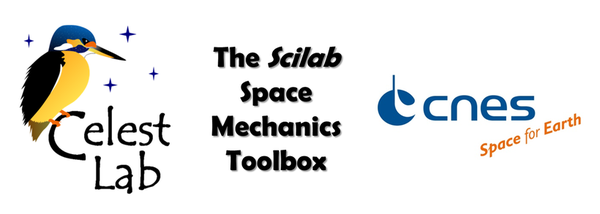 Celest
Lab
The Scilab
Space
Mechanics
Toolbox
cnes
Space for Earth